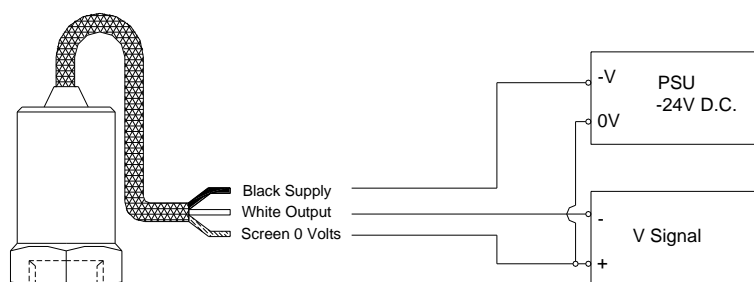 -V
PSU
-24V D.C.
0V
Black Supply
White Output
Screen 0 Volts
-
V Signal
+